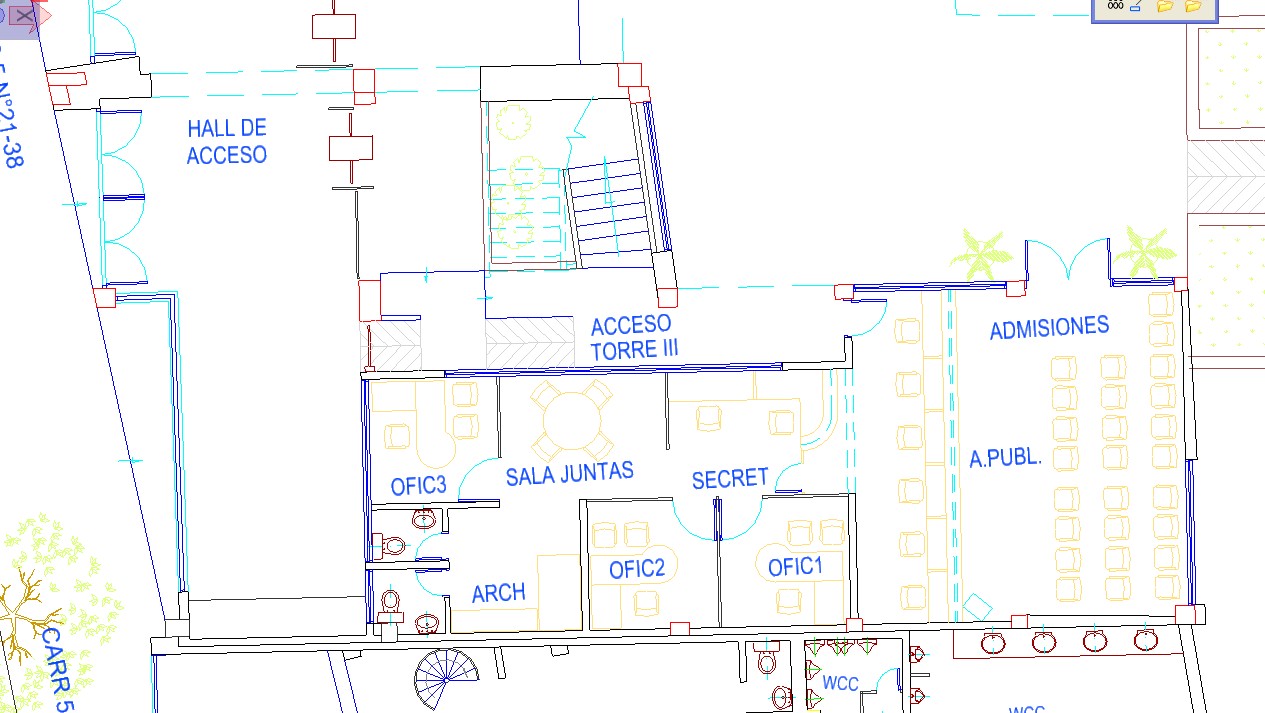 N°21-38
HALL DE
ACCESO
ACCESO
TORRE III
ADMISIONES
A.PUBL.
OFIC3
SALA JUNTAS
SECRET
OFIC2
OFIC1
ARCH
CARR 5
WCC
WCC